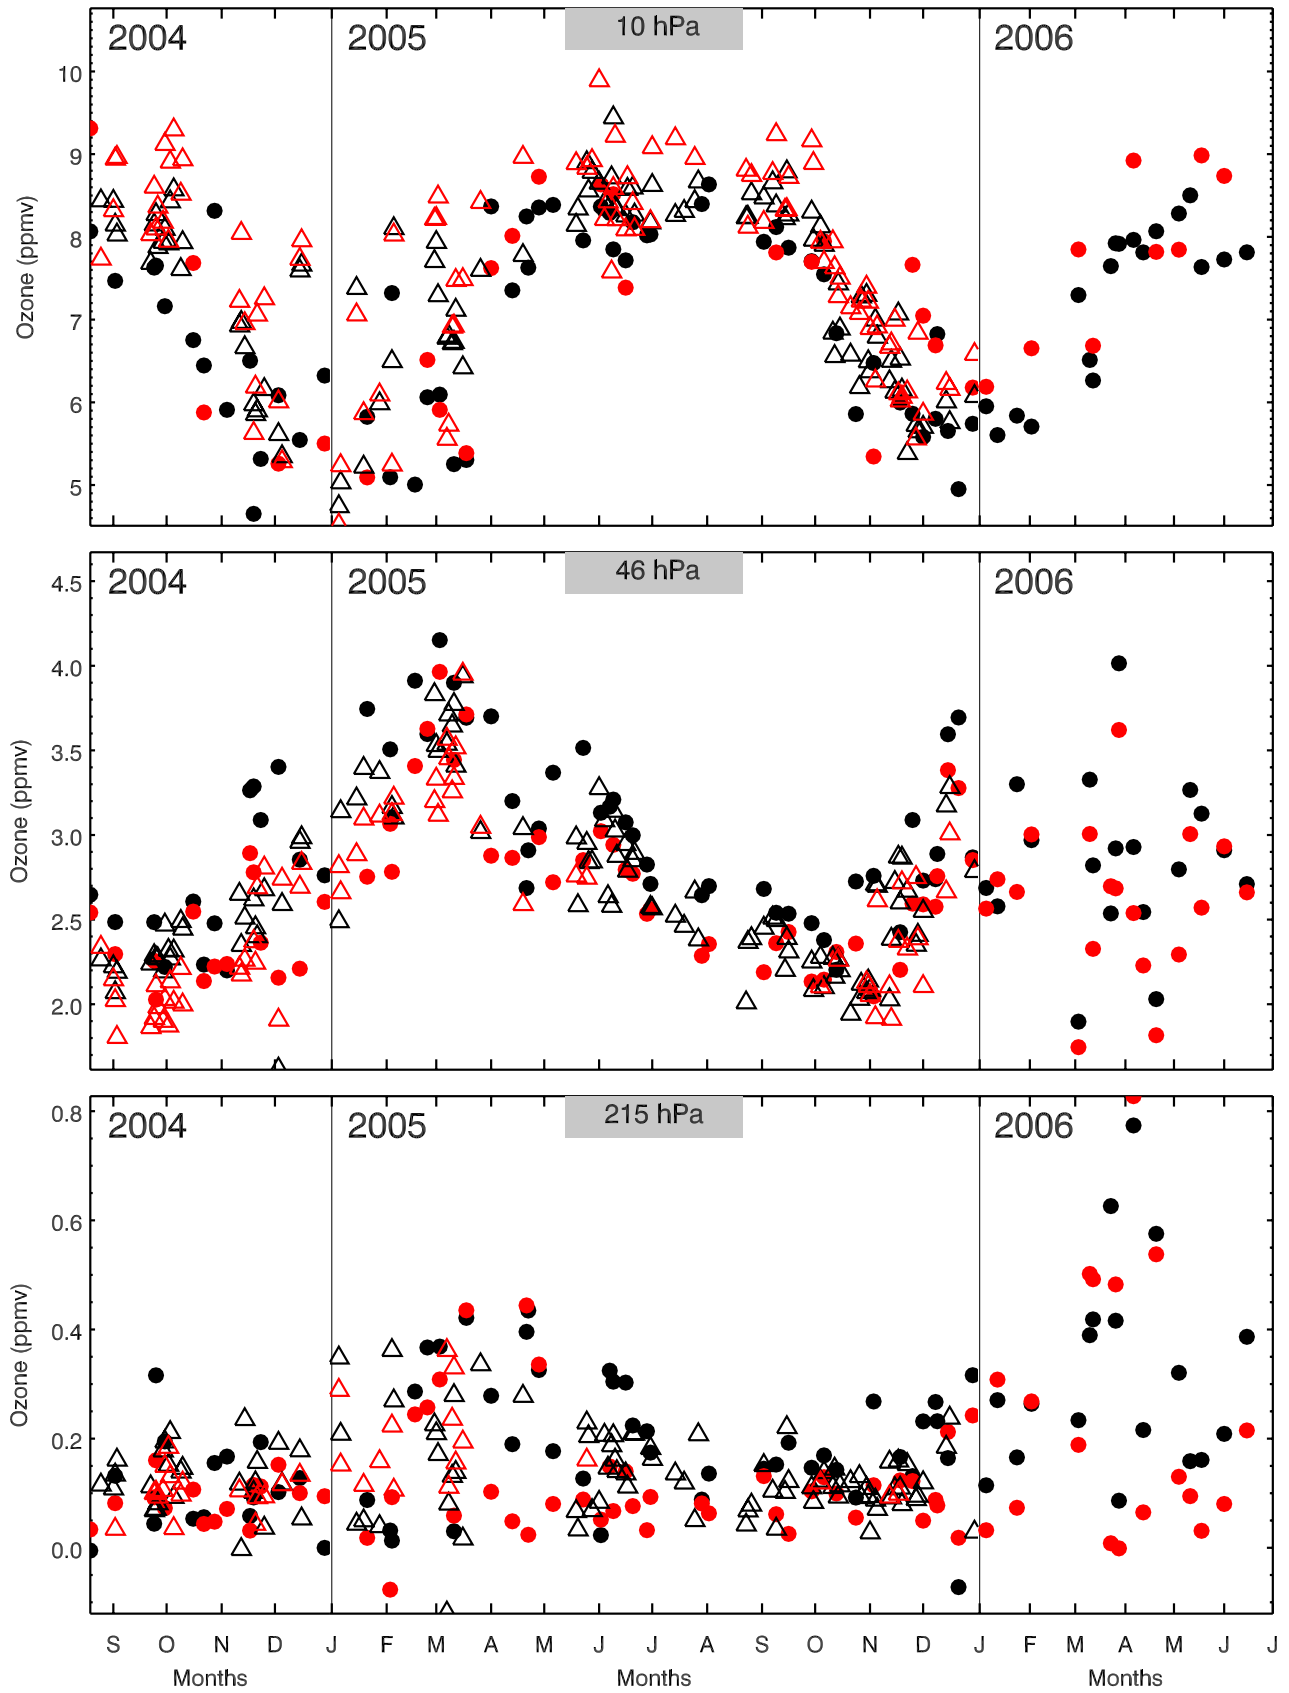 10 hPa
2004 2005 2006
10
9
8
7
6
5
Ozone (ppmv)
46 hPa
2004 2005 2006
4.5
4.0
3.5
3.0
2.5
2.0
Ozone (ppmv)
215 hPa
2004 2005 2006
0.8
0.6
0.4
0.2
0.0
Ozone (ppmv)
S O N D J F M A M J J A S O N D J F M A M J J
Months Months Months